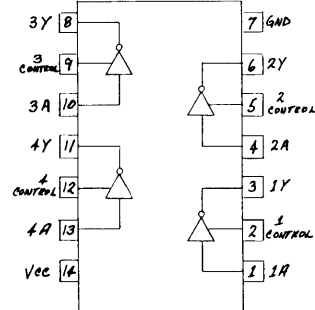 3Y 8
3 CONTROL 9
3A 10
4Y 11
4 CONTROL 12
4A 13
Vcc 14
7 GND
6 2Y
5 2 CONTROL
4 2A
3 1Y
2 1 CONTROL
1 1A